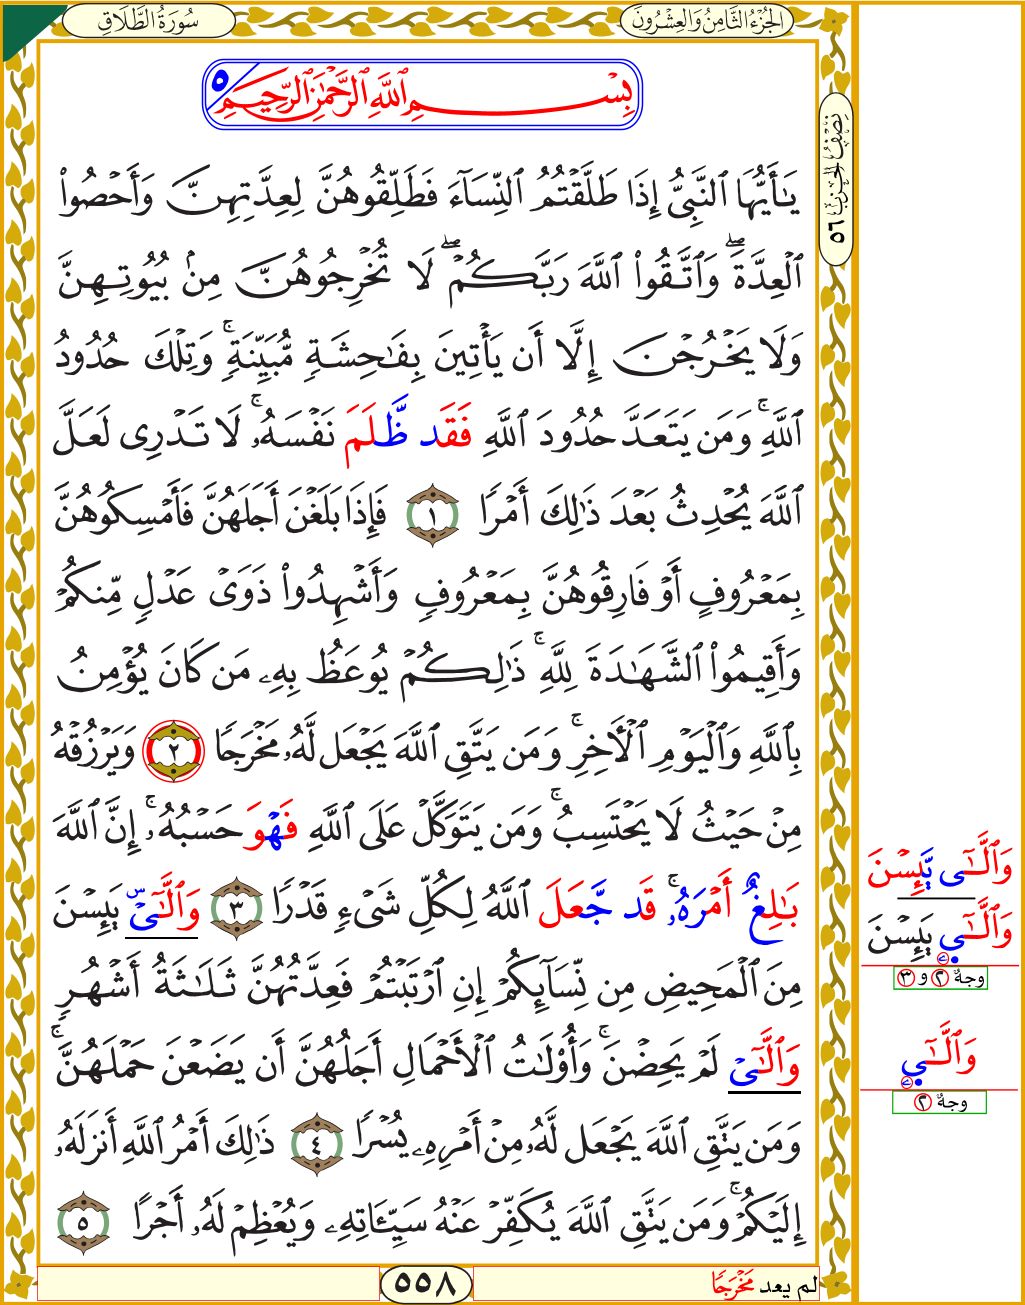 سُورَةُ الطَّلَاقِ
الجُزْءُ الثَّامِنُ وَالعِشْرُونَ
نِصْفُ الحِزْبِ ٥٦
بِسْمِ ٱللَّهِ ٱلرَّحْمَٰنِ ٱلرَّحِيمِ ٥
يَٰٓأَيُّهَا ٱلنَّبِىُّ إِذَا طَلَّقْتُمُ ٱلنِّسَآءَ فَطَلِّقُوهُنَّ لِعِدَّتِهِنَّ وَأَحْصُوا۟
ٱلْعِدَّةَۖ وَٱتَّقُوا۟ ٱللَّهَ رَبَّكُمْۖ لَا تُخْرِجُوهُنَّ مِنۢ بُيُوتِهِنَّ
وَلَا يَخْرُجْنَ إِلَّآ أَن يَأْتِينَ بِفَٰحِشَةٍ مُّبَيِّنَةٍۚ وَتِلْكَ حُدُودُ
ٱللَّهِۚ وَمَن يَتَعَدَّ حُدُودَ ٱللَّهِ فَقَد ظَّلَمَ نَفْسَهُۥۚ لَا تَدْرِى لَعَلَّ
ٱللَّهَ يُحْدِثُ بَعْدَ ذَٰلِكَ أَمْرًا ١ فَإِذَا بَلَغْنَ أَجَلَهُنَّ فَأَمْسِكُوهُنَّ
بِمَعْرُوفٍ أَوْ فَارِقُوهُنَّ بِمَعْرُوفٍ وَأَشْهِدُوا۟ ذَوَىْ عَدْلٍ مِّنكُمْ
وَأَقِيمُوا۟ ٱلشَّهَٰدَةَ لِلَّهِۚ ذَٰلِكُمْ يُوعَظُ بِهِۦ مَن كَانَ يُؤْمِنُ
بِٱللَّهِ وَٱلْيَوْمِ ٱلْأَخِرِۚ وَمَن يَتَّقِ ٱللَّهَ يَجْعَل لَّهُۥ مَخْرَجًا ٢ وَيَرْزُقْهُ
مِنْ حَيْثُ لَا يَحْتَسِبُۚ وَمَن يَتَوَكَّلْ عَلَى ٱللَّهِ فَهْوَ حَسْبُهُۥۚ إِنَّ ٱللَّهَ
بَٰلِغٌ أَمْرَهُۥۚ قَد جَّعَلَ ٱللَّهُ لِكُلِّ شَىْءٍ قَدْرًا ٣ وَٱلَّٰٓىْ يَئِسْنَ
مِنَ ٱلْمَحِيضِ مِن نِّسَآئِكُمْ إِنِ ٱرْتَبْتُمْ فَعِدَّتُهُنَّ ثَلَٰثَةُ أَشْهُرٍ
وَٱلَّٰٓىْ لَمْ يَحِضْنَۚ وَأُو۟لَٰتُ ٱلْأَحْمَالِ أَجَلُهُنَّ أَن يَضَعْنَ حَمْلَهُنَّۚ
وَمَن يَتَّقِ ٱللَّهَ يَجْعَل لَّهُۥ مِنْ أَمْرِهِۦ يُسْرًا ٤ ذَٰلِكَ أَمْرُ ٱللَّهِ أَنزَلَهُۥٓ
إِلَيْكُمْۚ وَمَن يَتَّقِ ٱللَّهَ يُكَفِّرْ عَنْهُ سَيِّـَٔاتِهِۦ وَيُعْظِمْ لَهُۥٓ أَجْرًا ٥
وَٱلَّٰٓى يَّئِسْنَ
وَٱلَّٰٓىِ يَئِسْنَ
وجهٌ ٢ و ٣
وَٱلَّٰٓىِ
وجهٌ ٢
لم يعد مَخْرَجًا
٥٥٨